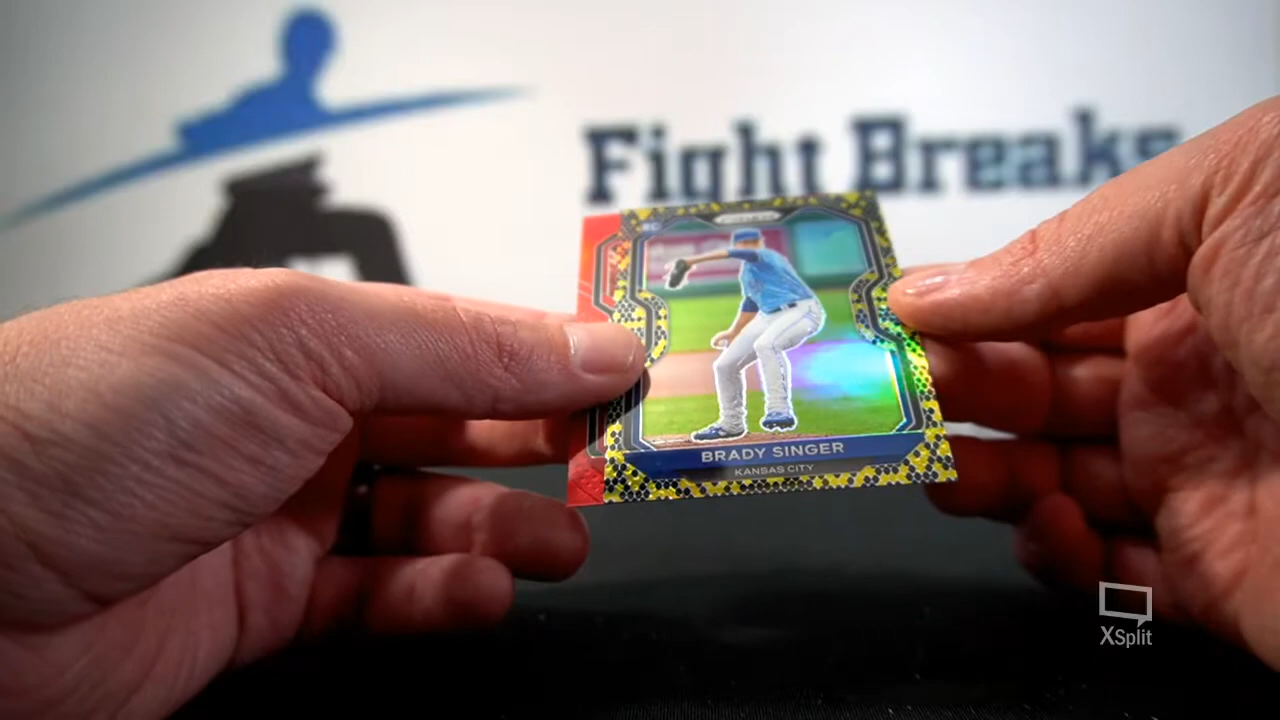 Fight Breaks
RC
PRIZM
BRADY SINGER
KANSAS CITY
XSplit